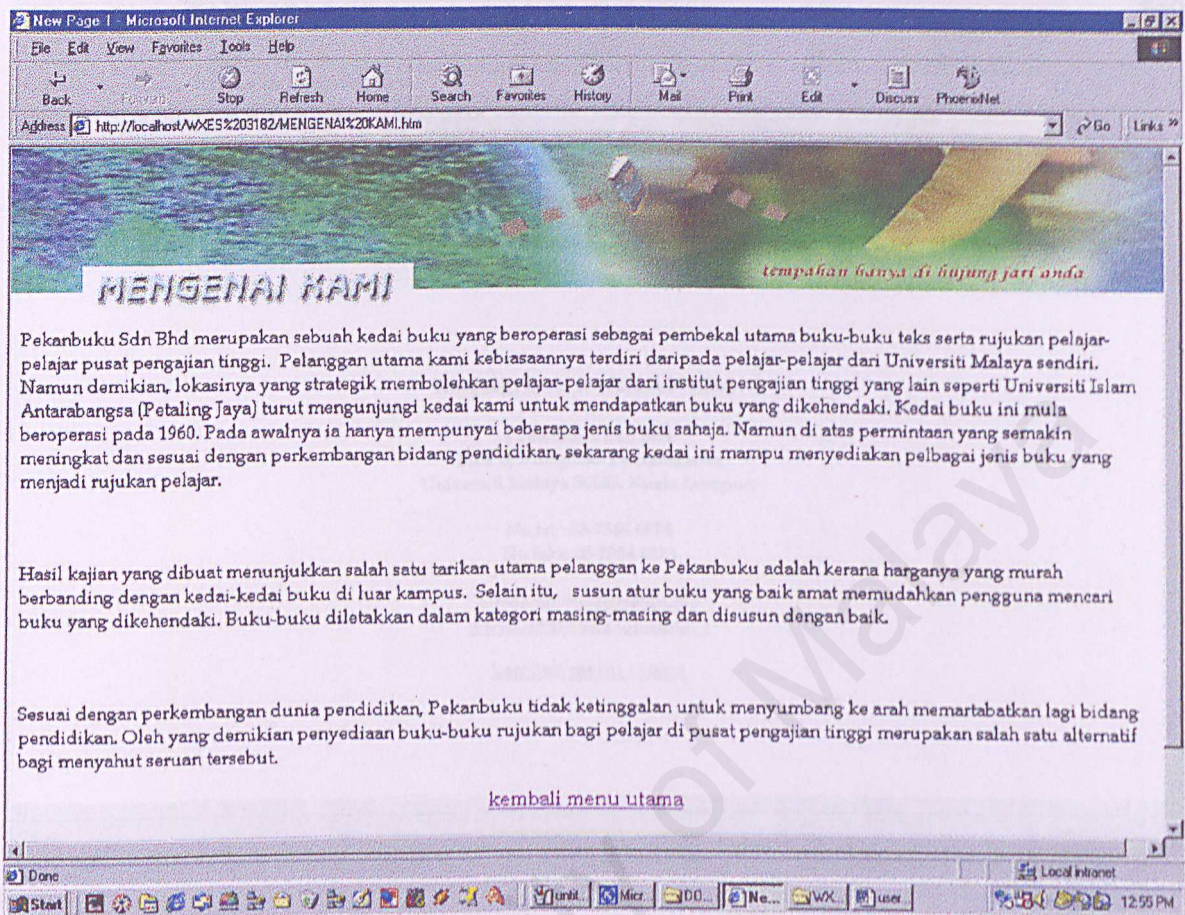 New Page 1 - Microsoft Internet Explorer
File Edit View Favorites Tools Help
Back Forward Stop Refresh Home Search Favorites History Mail Print Edit Discuss PhoenixNet
Address http://localhost/WXES%203182/MENGENAI%20KAMI.htm Go Links »
tempahan hanya di hujung jari anda
MENGENAI KAMI
Pekanbuku Sdn Bhd merupakan sebuah kedai buku yang beroperasi sebagai pembekal utama buku-buku teks serta rujukan pelajar-
pelajar pusat pengajian tinggi. Pelanggan utama kami kebiasaannya terdiri daripada pelajar-pelajar dari Universiti Malaya sendiri.
Namun demikian, lokasinya yang strategik membolehkan pelajar-pelajar dari institut pengajian tinggi yang lain seperti Universiti Islam
Antarabangsa (Petaling Jaya) turut mengunjungi kedai kami untuk mendapatkan buku yang dikehendaki. Kedai buku ini mula
beroperasi pada 1960. Pada awalnya ia hanya mempunyai beberapa jenis buku sahaja. Namun di atas permintaan yang semakin
meningkat dan sesuai dengan perkembangan bidang pendidikan, sekarang kedai ini mampu menyediakan pelbagai jenis buku yang
menjadi rujukan pelajar.
Hasil kajian yang dibuat menunjukkan salah satu tarikan utama pelanggan ke Pekanbuku adalah kerana harganya yang murah
berbanding dengan kedai-kedai buku di luar kampus. Selain itu, susun atur buku yang baik amat memudahkan pengguna mencari
buku yang dikehendaki. Buku-buku diletakkan dalam kategori masing-masing dan disusun dengan baik.
Sesuai dengan perkembangan dunia pendidikan, Pekanbuku tidak ketinggalan untuk menyumbang ke arah memartabatkan lagi bidang
pendidikan. Oleh yang demikian penyediaan buku-buku rujukan bagi pelajar di pusat pengajian tinggi merupakan salah satu alternatif
bagi menyahut seruan tersebut.
kembali menu utama
of Malaya
Done Local intranet
Start untit... Micr... D0... Ne... WX... user... 12:55 PM